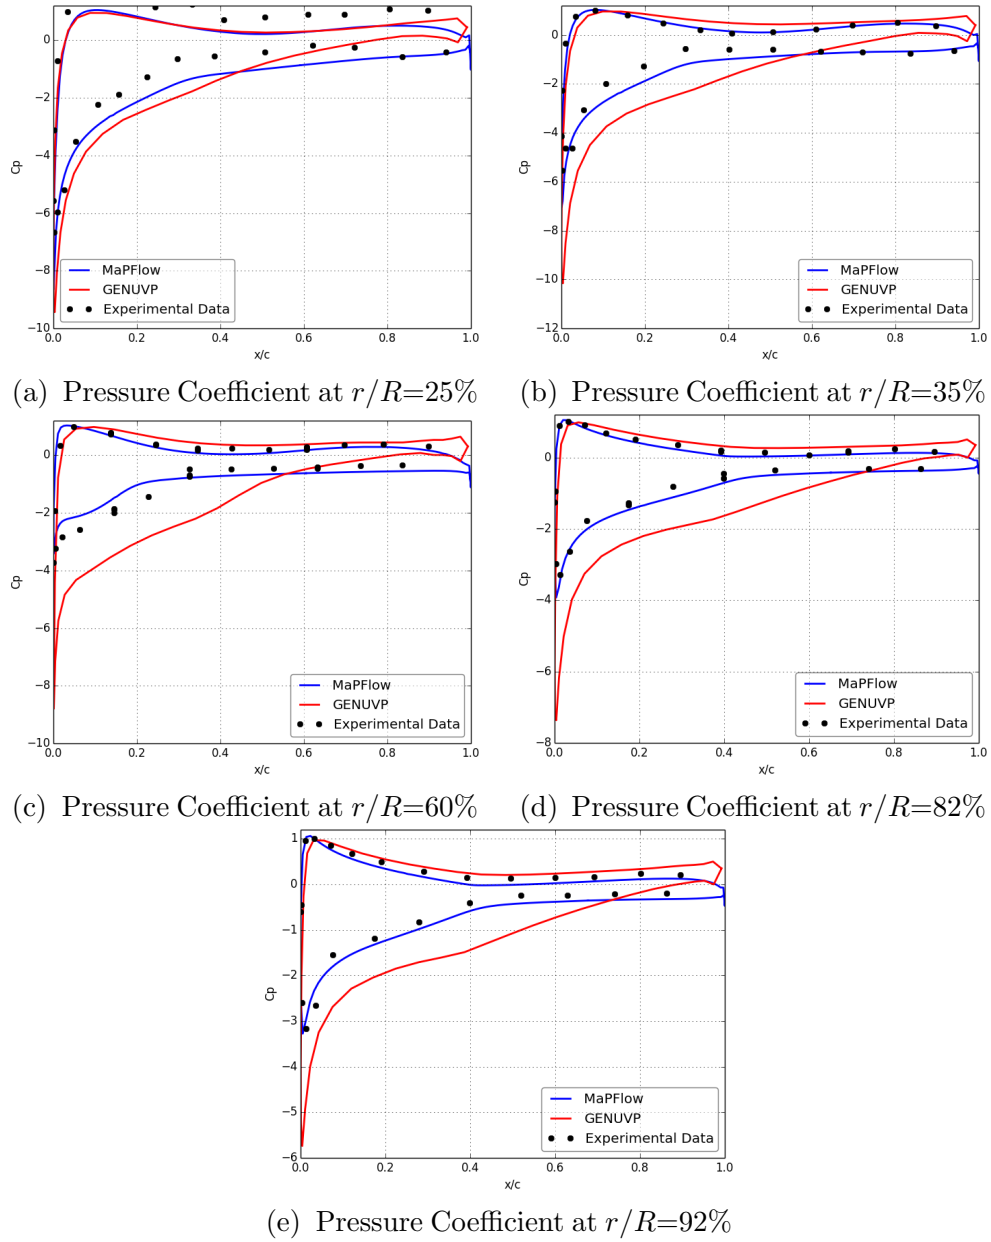 Cp
0
−2
−4
−6
−8
−10
0.0 0.2 0.4 0.6 0.8 1.0
x/c
MaPFlow
GENUVP
Experimental Data
(a) Pressure Coefficient at r/R=25%
Cp
0
−2
−4
−6
−8
−10
−12
0.0 0.2 0.4 0.6 0.8 1.0
x/c
MaPFlow
GENUVP
Experimental Data
(b) Pressure Coefficient at r/R=35%
Cp
0
−2
−4
−6
−8
−10
0.0 0.2 0.4 0.6 0.8 1.0
x/c
MaPFlow
GENUVP
Experimental Data
(c) Pressure Coefficient at r/R=60%
Cp
0
−2
−4
−6
−8
0.0 0.2 0.4 0.6 0.8 1.0
x/c
MaPFlow
GENUVP
Experimental Data
(d) Pressure Coefficient at r/R=82%
Cp
1
0
−1
−2
−3
−4
−5
−6
0.0 0.2 0.4 0.6 0.8 1.0
x/c
MaPFlow
GENUVP
Experimental Data
(e) Pressure Coefficient at r/R=92%